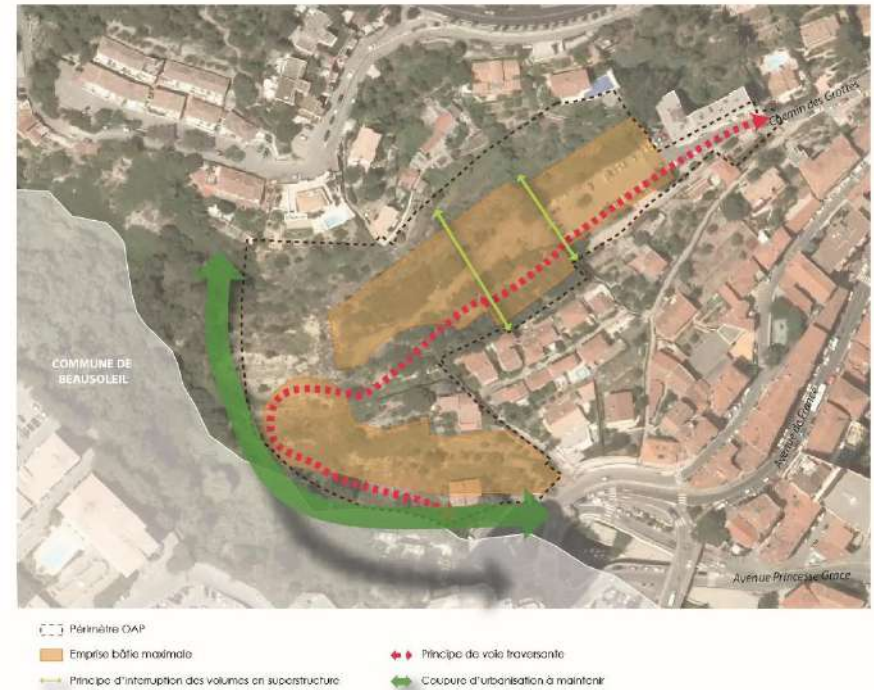 Chemin des Grottes
COMMUNE DE
BEAUSOLEIL
Avenue de France
Avenue Princesse Grace
Périmètre OAP
Emprise bâtie maximale
Principe de voie traversante
Principe d'interruption des volumes en superstructure
Coupure d'urbanisation à maintenir